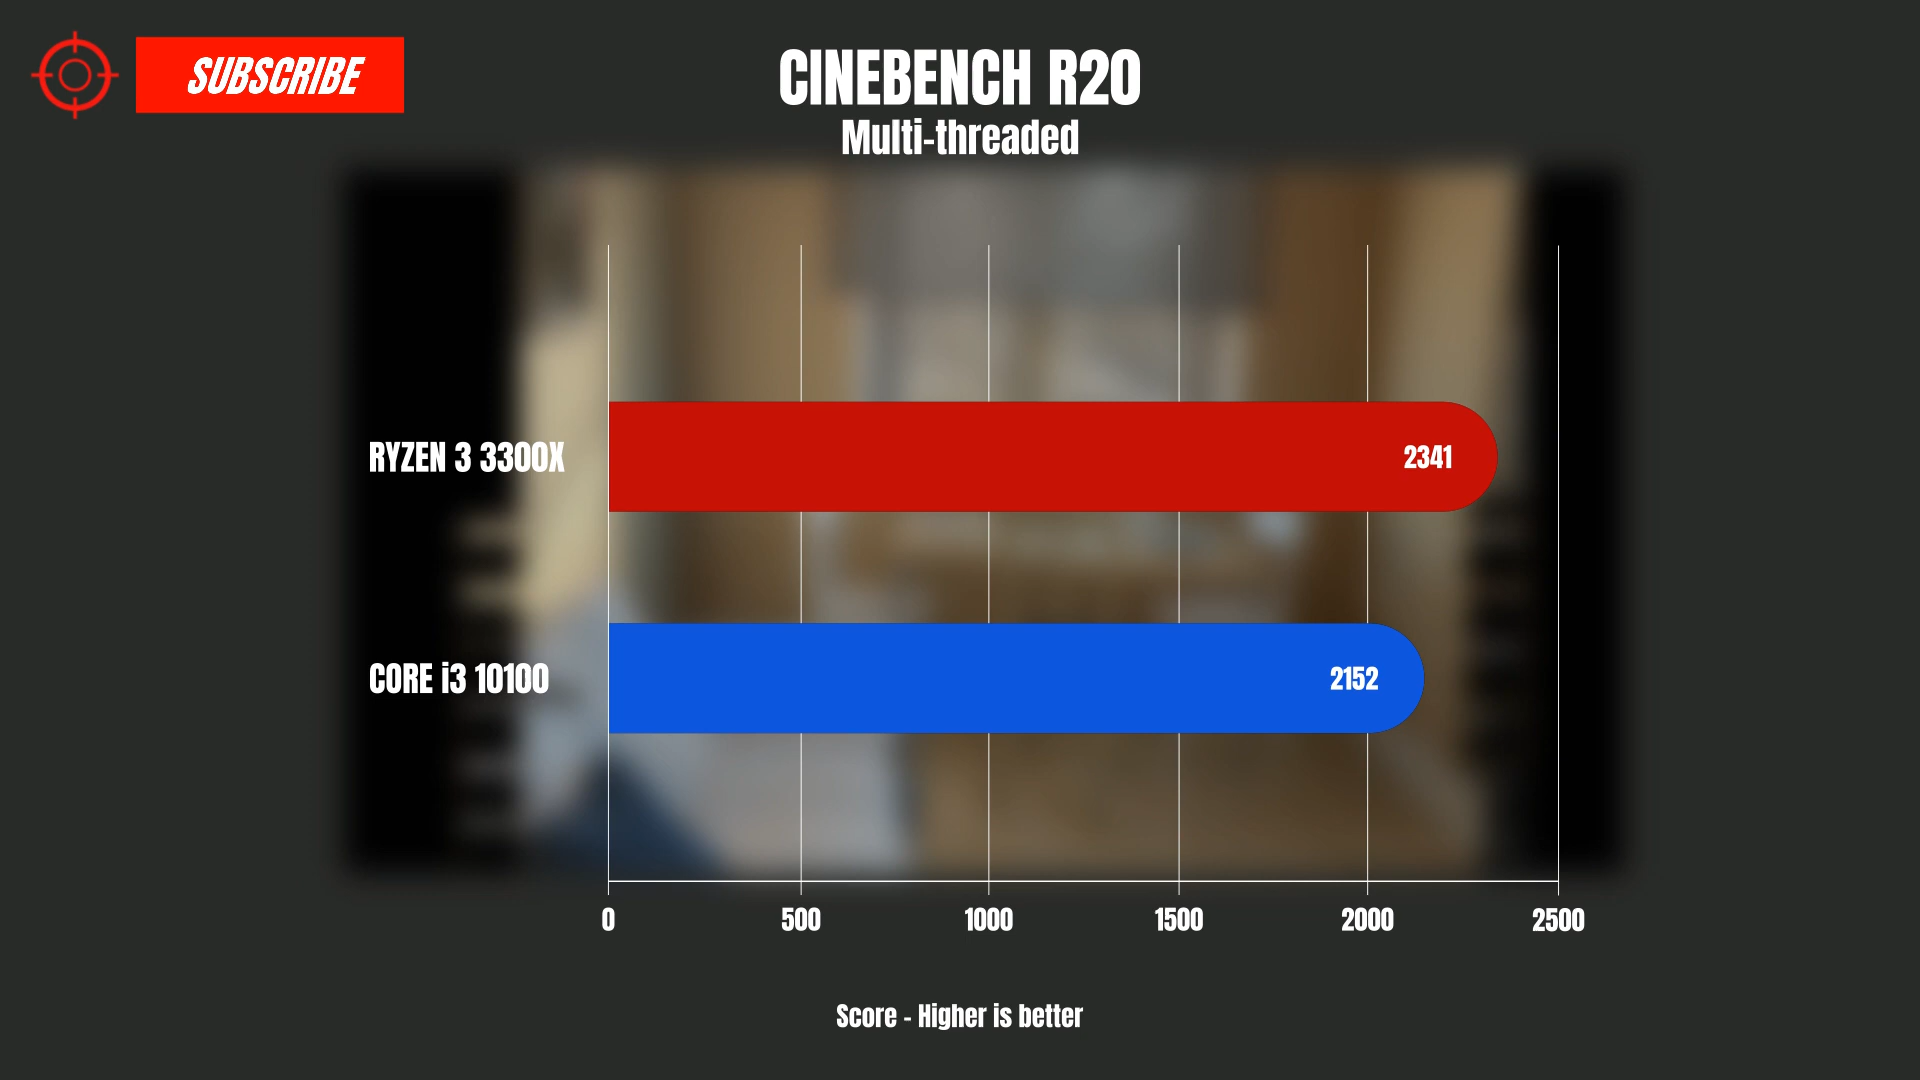 SUBSCRIBE
CINEBENCH R20
Multi-threaded
RYZEN 3 3300X
2341
CORE i3 10100
2152
0 500 1000 1500 2000 2500
Score - Higher is better